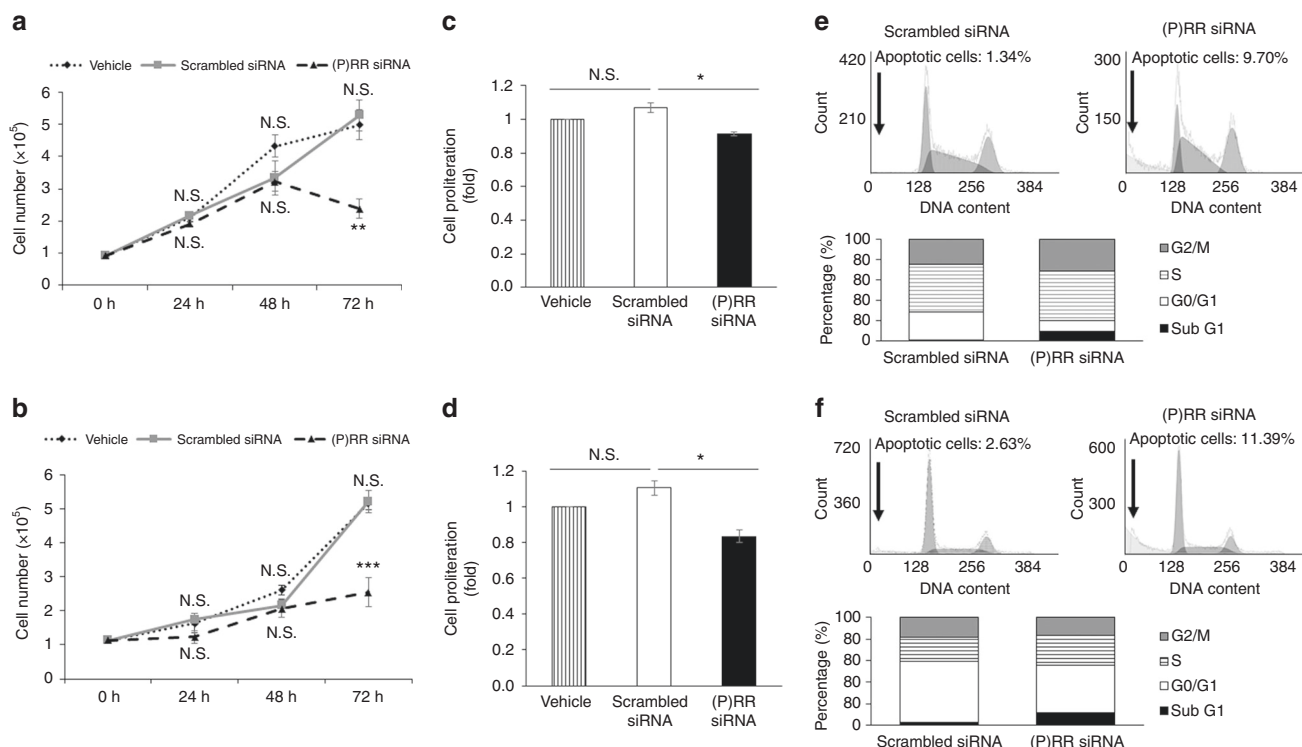 a
Vehicle Scrambled siRNA (P)RR siRNA
Cell number (×10⁵)
6
5
4
3
2
1
0
N.S.
N.S.
N.S.
N.S.
N.S.
**
0 h 24 h 48 h 72 h
b
Vehicle Scrambled siRNA (P)RR siRNA
Cell number (×10⁵)
6
5
4
3
2
1
0
N.S.
N.S.
N.S.
N.S.
N.S.
***
0 h 24 h 48 h 72 h
c
N.S. *
Cell proliteration
(fold)
1.2
1
0.8
0.6
0.4
0.2
0.0
Vehicle Scrambled (P)RR
siRNA siRNA
d
N.S. *
Cell proliteration
(fold)
1.2
1
0.8
0.6
0.4
0.2
0.0
Vehicle Scrambled (P)RR
siRNA siRNA
e
Scrambled siRNA
Apoptotic cells: 1.34%
Count
420
210
0 128 256 384
DNA content
(P)RR siRNA
Apoptotic cells: 9.70%
Count
300
150
0 128 256 384
DNA content
Percentage (%)
100
80
80
80
80
0
Scrambled siRNA (P)RR siRNA
G2/M
S
G0/G1
Sub G1
f
Scrambled siRNA
Apoptotic cells: 2.63%
Count
720
360
0 128 256 384
DNA content
(P)RR siRNA
Apoptotic cells: 11.39%
Count
600
300
0 128 256 384
DNA content
Percentage (%)
100
80
80
80
80
0
Scrambled siRNA (P)RR siRNA
G2/M
S
G0/G1
Sub G1